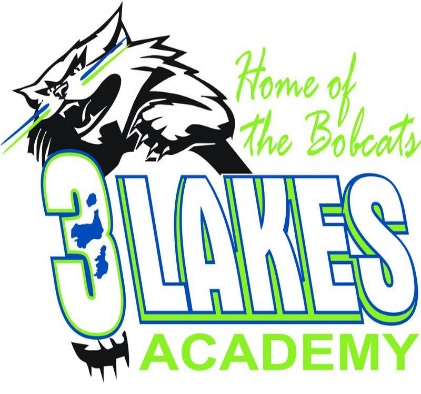 Home of
the Bobcats
3 LAKES
ACADEMY